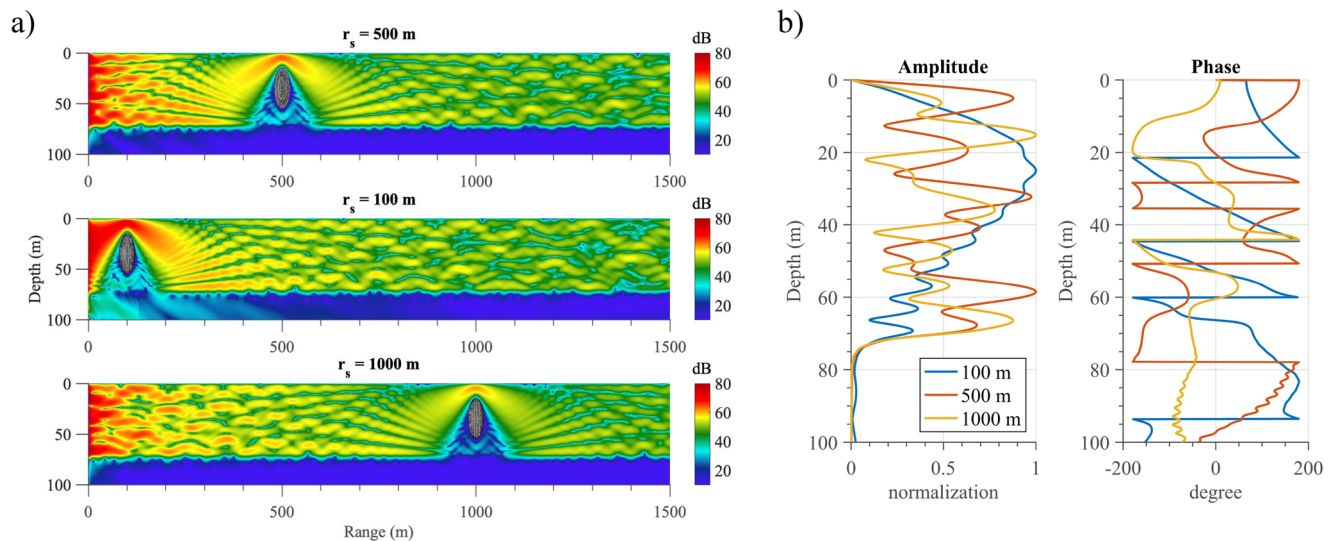 a)
r_s = 500 m
dB
0
50
100
80
60
40
20
0 500 1000 1500
r_s = 100 m
dB
Depth (m)
0
50
100
80
60
40
20
0 500 1000 1500
r_s = 1000 m
dB
0
50
100
80
60
40
20
0 500 1000 1500
Range (m)
b)
Amplitude
Depth (m)
0
20
40
60
80
100
100 m
500 m
1000 m
0 0.5 1
normalization
Phase
Depth (m)
0
20
40
60
80
100
-200 0 200
degree